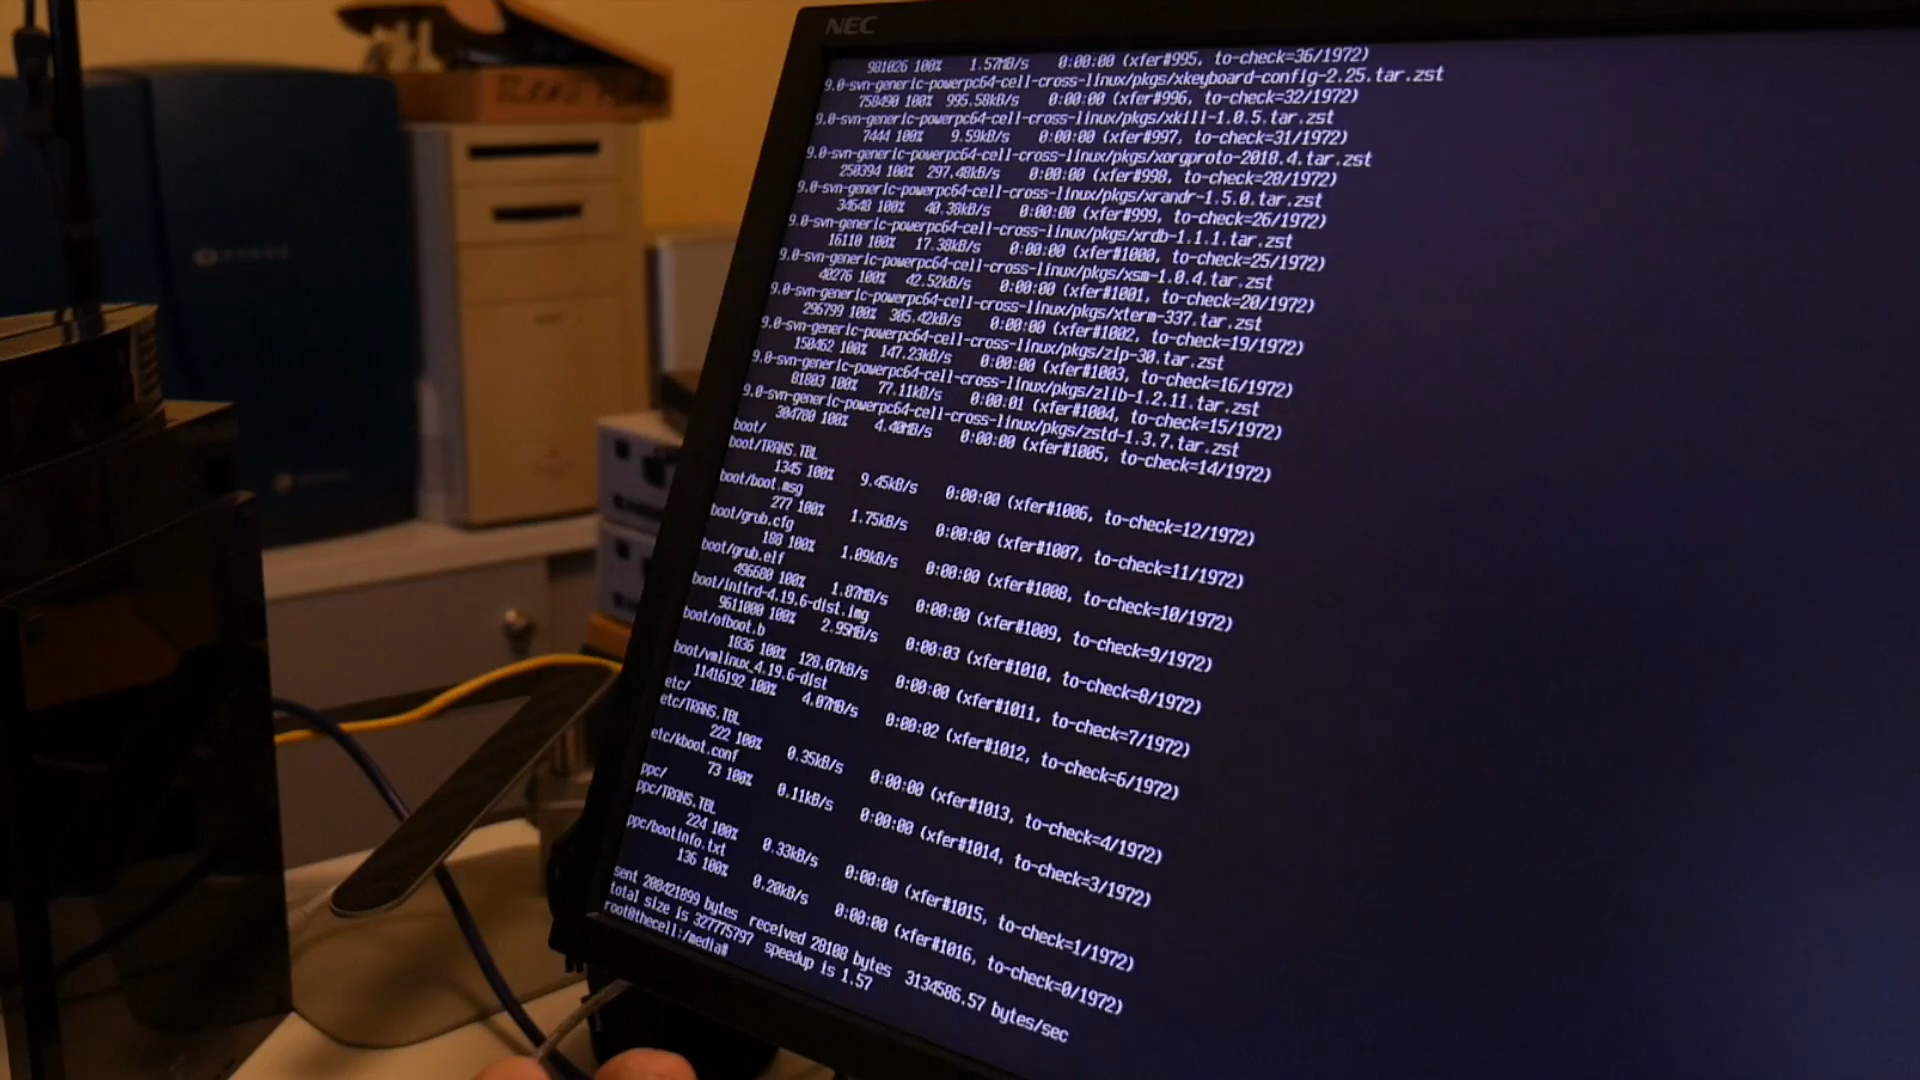 NEC
981026 100% 1.57MB/s 0:00:00 (xfer#995, to-check=36/1972)
9.0-svn-generic-powerpc64-cell-cross-linux/pkgs/xkeyboard-config-2.25.tar.zst
758490 100% 995.58kB/s 0:00:00 (xfer#996, to-check=32/1972)
9.0-svn-generic-powerpc64-cell-cross-linux/pkgs/xkill-1.0.5.tar.zst
7444 100% 9.59kB/s 0:00:00 (xfer#997, to-check=31/1972)
9.0-svn-generic-powerpc64-cell-cross-linux/pkgs/xorgproto-2018.4.tar.zst
250394 100% 297.48kB/s 0:00:00 (xfer#998, to-check=28/1972)
9.0-svn-generic-powerpc64-cell-cross-linux/pkgs/xrandr-1.5.0.tar.zst
34648 100% 40.38kB/s 0:00:00 (xfer#999, to-check=26/1972)
9.0-svn-generic-powerpc64-cell-cross-linux/pkgs/xrdb-1.1.1.tar.zst
16110 100% 17.38kB/s 0:00:00 (xfer#1000, to-check=25/1972)
9.0-svn-generic-powerpc64-cell-cross-linux/pkgs/xsm-1.0.4.tar.zst
40276 100% 42.52kB/s 0:00:00 (xfer#1001, to-check=20/1972)
9.0-svn-generic-powerpc64-cell-cross-linux/pkgs/xterm-337.tar.zst
296799 100% 305.42kB/s 0:00:00 (xfer#1002, to-check=19/1972)
9.0-svn-generic-powerpc64-cell-cross-linux/pkgs/zip-30.tar.zst
150462 100% 147.23kB/s 0:00:00 (xfer#1003, to-check=16/1972)
9.0-svn-generic-powerpc64-cell-cross-linux/pkgs/zlib-1.2.11.tar.zst
81803 100% 77.11kB/s 0:00:01 (xfer#1004, to-check=15/1972)
9.0-svn-generic-powerpc64-cell-cross-linux/pkgs/zstd-1.3.7.tar.zst
304780 100% 4.40MB/s 0:00:00 (xfer#1005, to-check=14/1972)
boot/
boot/TRANS.TBL
1345 100% 9.45kB/s 0:00:00 (xfer#1006, to-check=12/1972)
boot/boot.msg
277 100% 1.75kB/s 0:00:00 (xfer#1007, to-check=11/1972)
boot/grub.cfg
188 100% 1.09kB/s 0:00:00 (xfer#1008, to-check=10/1972)
boot/grub.elf
496680 100% 1.87MB/s 0:00:00 (xfer#1009, to-check=9/1972)
boot/initrd-4.19.6-dist.img
9611000 100% 2.95MB/s 0:00:03 (xfer#1010, to-check=8/1972)
boot/ofboot.b
1836 100% 128.07kB/s 0:00:00 (xfer#1011, to-check=7/1972)
boot/vmlinux_4.19.6-dist
11416192 100% 4.07MB/s 0:00:02 (xfer#1012, to-check=6/1972)
etc/
etc/TRANS.TBL
222 100% 0.35kB/s 0:00:00 (xfer#1013, to-check=4/1972)
etc/kboot.conf
73 100% 0.11kB/s 0:00:00 (xfer#1014, to-check=3/1972)
ppc/
ppc/TRANS.TBL
224 100% 0.33kB/s 0:00:00 (xfer#1015, to-check=1/1972)
ppc/bootinfo.txt
136 100% 0.20kB/s 0:00:00 (xfer#1016, to-check=0/1972)
sent 208421899 bytes received 28108 bytes 3134586.57 bytes/sec
total size is 327775797 speedup is 1.57
root@thecell:/media#